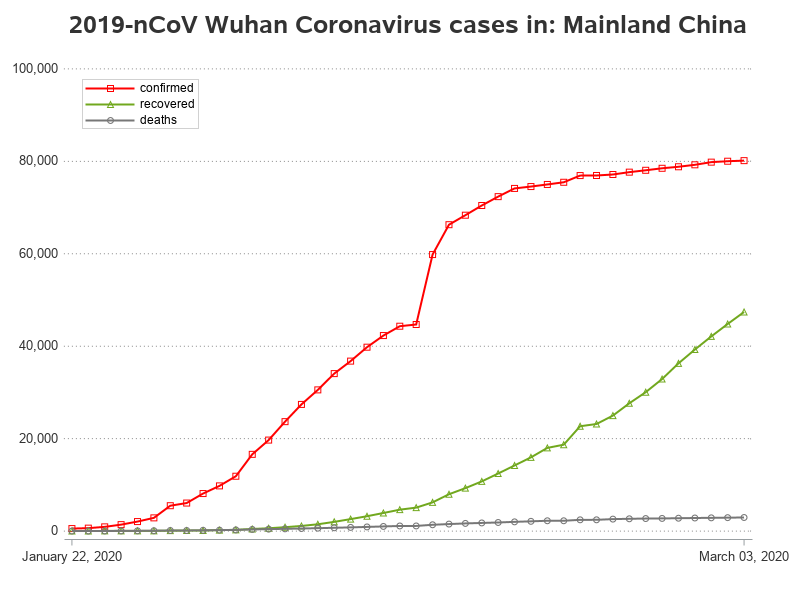 2019-nCoV Wuhan Coronavirus cases in: Mainland China
100,000
confirmed
recovered
deaths
80,000
60,000
40,000
20,000
0
January 22, 2020
March 03, 2020